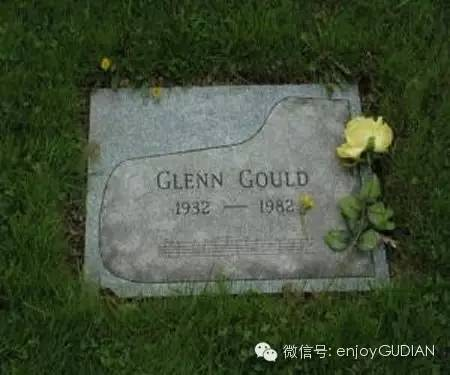 GLENN GOULD
1932 — 1982
微信号: enjoyGUDIAN